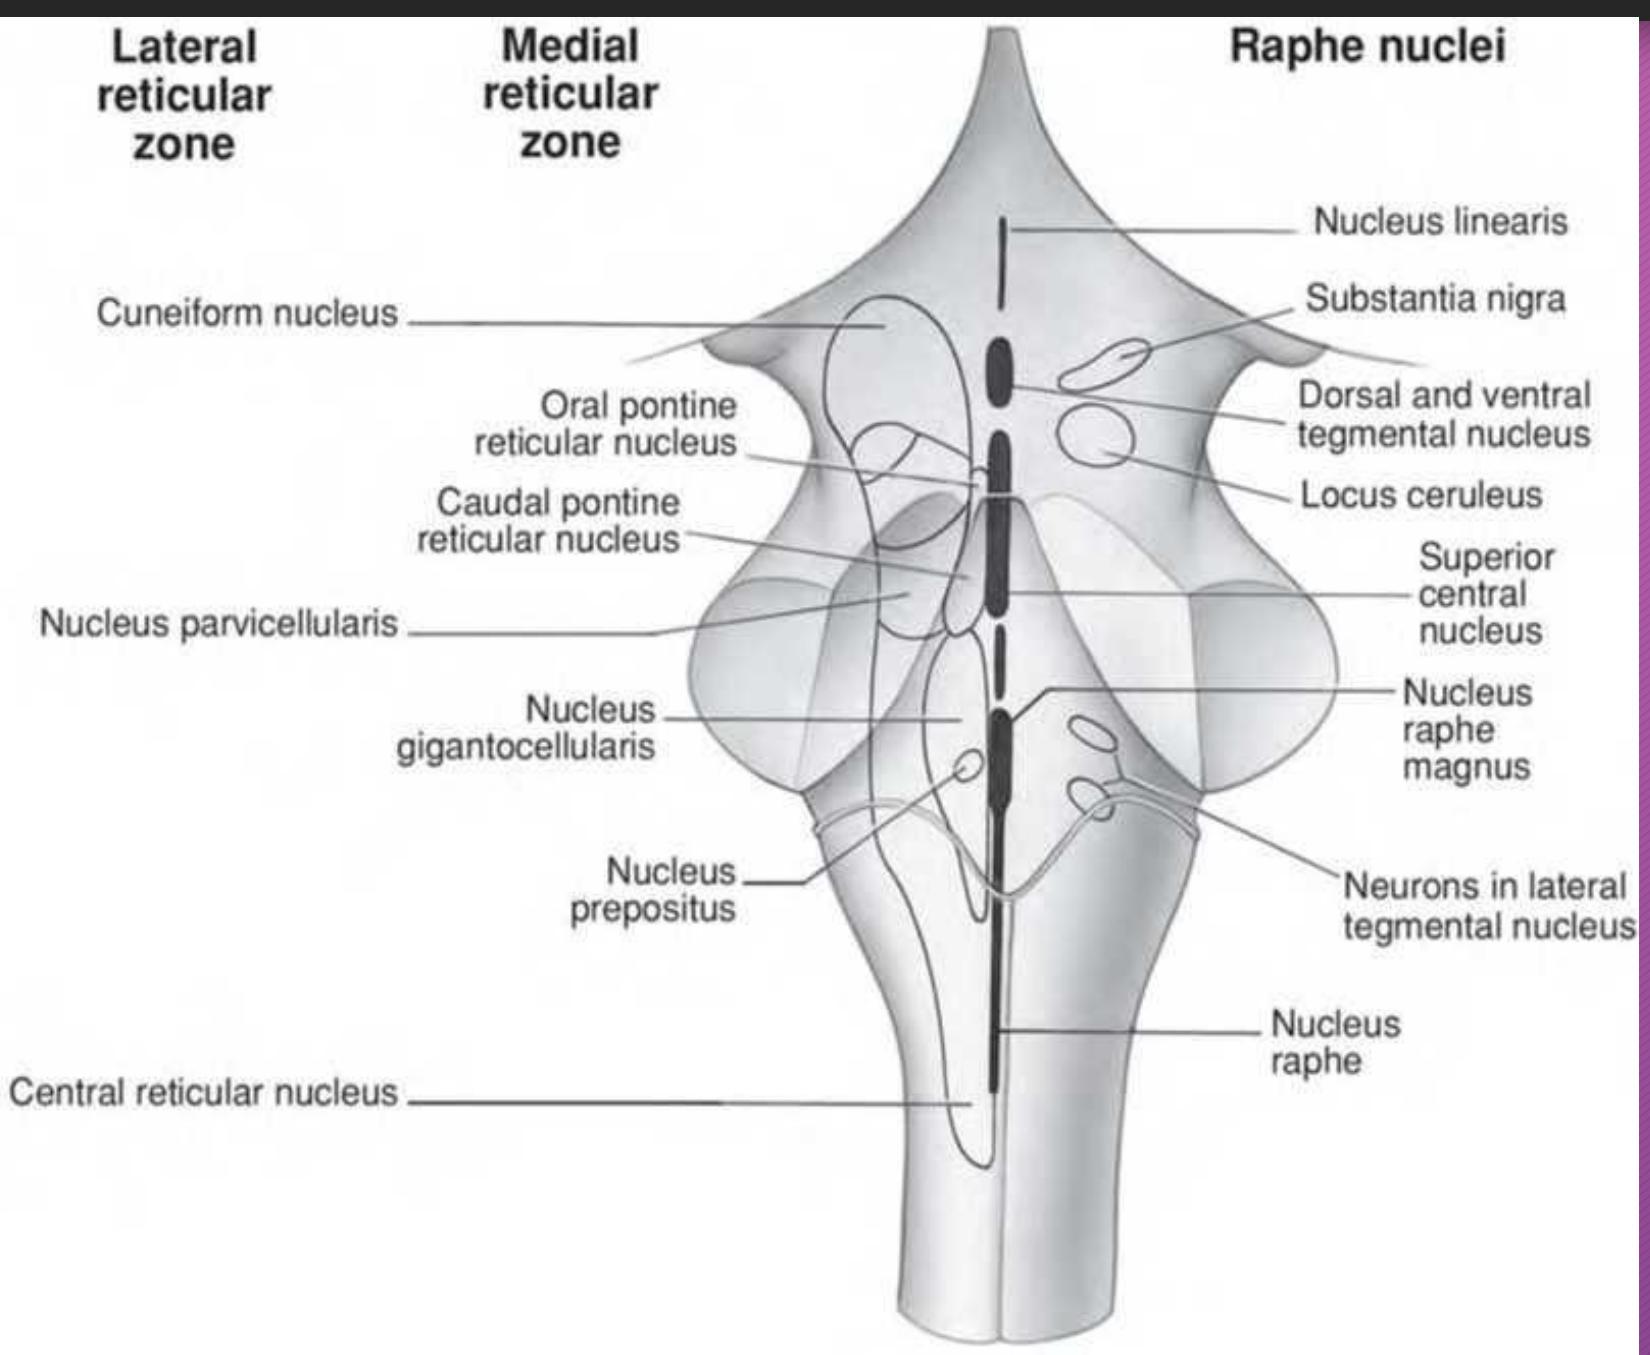 Lateral
reticular
zone
Medial
reticular
zone
Raphe nuclei
Nucleus linearis
Substantia nigra
Cuneiform nucleus
Dorsal and ventral
tegmental nucleus
Oral pontine
reticular nucleus
Locus ceruleus
Caudal pontine
reticular nucleus
Superior
central
nucleus
Nucleus parvicellularis
Nucleus
raphe
magnus
Nucleus
gigantocellularis
Nucleus
prepositus
Neurons in lateral
tegmental nucleus
Nucleus
raphe
Central reticular nucleus